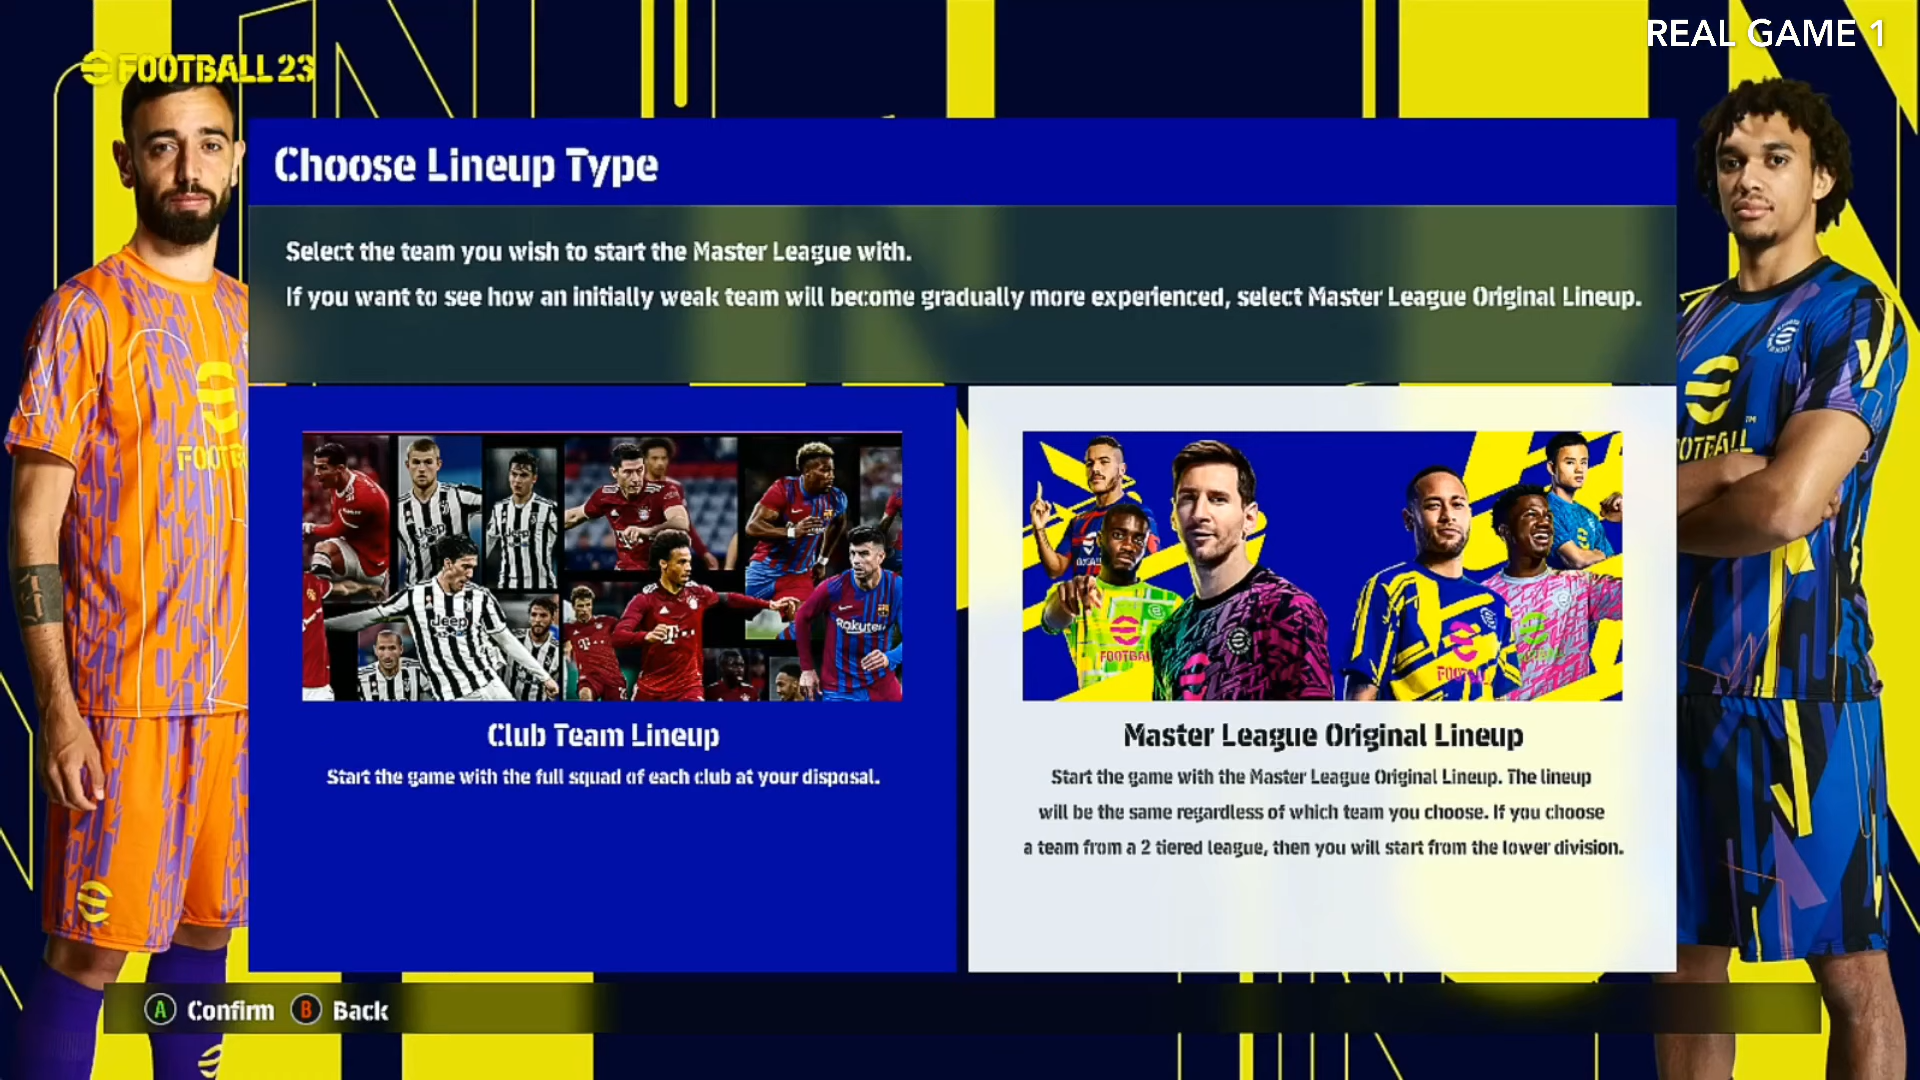 REAL GAME 1
FOOTBALL 23
Choose Lineup Type
Select the team you wish to start the Master League with.
If you want to see how an initially weak team will become gradually more experienced, select Master League Original Lineup.
Club Team Lineup
Start the game with the full squad of each club at your disposal.
Master League Original Lineup
Start the game with the Master League Original Lineup. The lineup
will be the same regardless of which team you choose. If you choose
a team from a 2 tiered league, then you will start from the lower division.
Jeep
Jeep
Jeep
Rakuten
A Confirm B Back